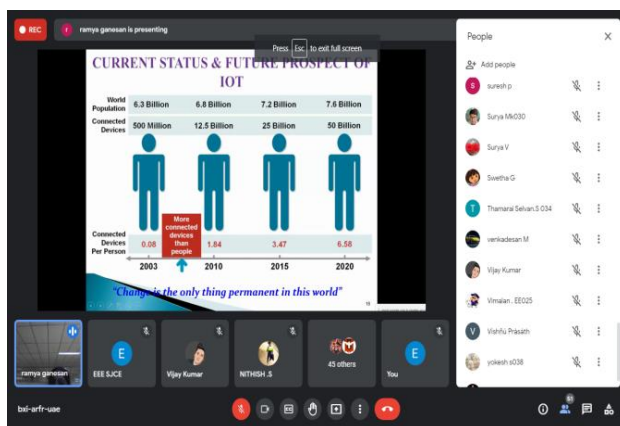 REC
ramya ganesan is presenting
Press Esc to exit full screen
CURRENT STATUS & FUTURE PROSPECT OF
IOT
World Population 6.3 Billion 6.8 Billion 7.2 Billion 7.6 Billion
Connected Devices 500 Million 12.5 Billion 25 Billion 50 Billion
More connected devices than people
Connected Devices Per Person 0.08 1.84 3.47 6.58
2003 2010 2015 2020
"Change is the only thing permanent in this world"
ramya ganesan
E
EEE SJCE
Vijay Kumar
NITHISH .S
45 others
E
You
bxi-arfr-uae
People
Add people
S suresh p
Surya Mk030
Surya V
Swetha G
T Thamarai Selvan.S 034
venkadesan M
Vijay Kumar
Vimalan . EE025
V Vishňú Präsäth
yokesh s038